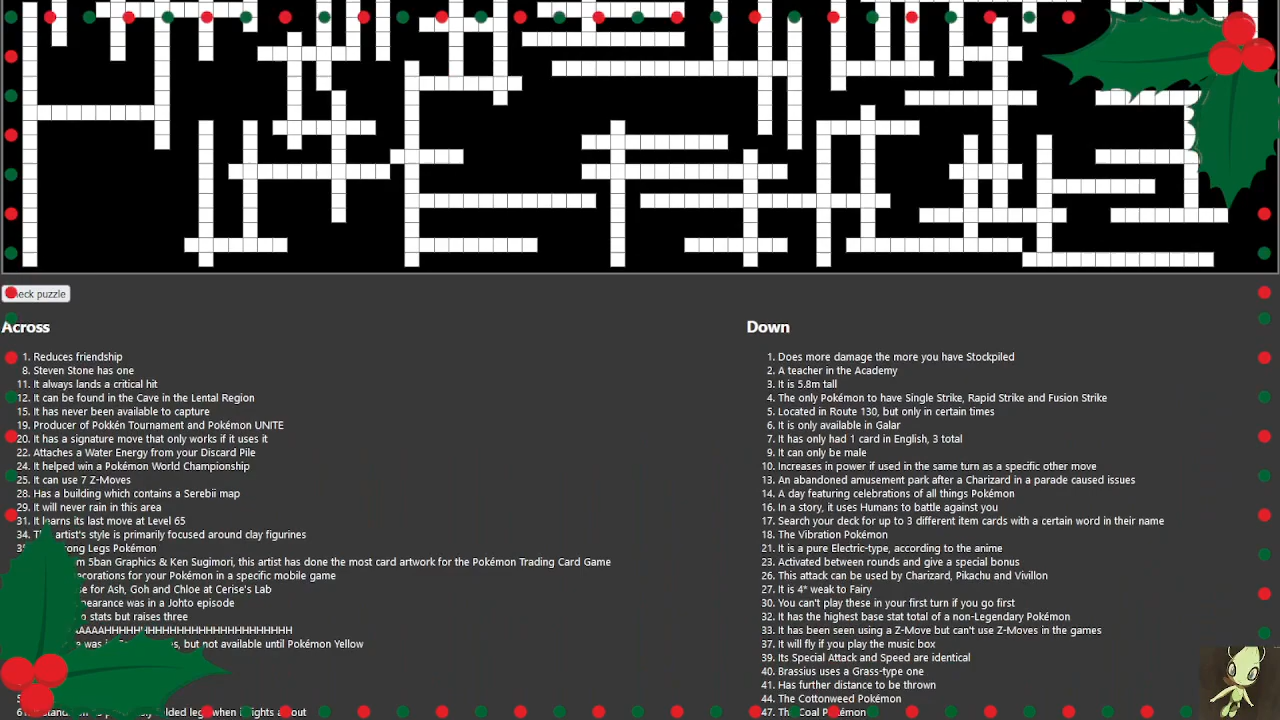 Check puzzle
Across
1. Reduces friendship
8. Steven Stone has one
11. It always lands a critical hit
12. It can be found in the Cave in the Lental Region
15. It has never been available to capture
19. Producer of Pokkén Tournament and Pokémon UNITE
20. It has a signature move that only works if it uses it
22. Attaches a Water Energy from your Discard Pile
24. It helped win a Pokémon World Championship
25. It can use 7 Z-Moves
28. Has a building which contains a Serebii map
29. It will never rain in this area
31. It learns its last move at Level 65
34. artist's style is primarily focused around clay figurines
Legs Pokémon
5ban Graphics & Ken Sugimori, this artist has done the most card artwork for the Pokémon Trading Card Game
for your Pokémon in a specific mobile game
for Ash, Goh and Chloe at Cerise's Lab
was in a Johto episode
stats but raises three
AAAAHHHHHHHHHHHHHHHHHHHHHHHH
but not available until Pokémon Yellow
leg when it fights a bout
Down
1. Does more damage the more you have Stockpiled
2. A teacher in the Academy
3. It is 5.8m tall
4. The only Pokémon to have Single Strike, Rapid Strike and Fusion Strike
5. Located in Route 130, but only in certain times
6. It is only available in Galar
7. It has only had 1 card in English, 3 total
9. It can only be male
10. Increases in power if used in the same turn as a specific other move
13. An abandoned amusement park after a Charizard in a parade caused issues
14. A day featuring celebrations of all things Pokémon
16. In a story, it uses Humans to battle against you
17. Search your deck for up to 3 different item cards with a certain word in their name
18. The Vibration Pokémon
21. It is a pure Electric-type, according to the anime
23. Activated between rounds and give a special bonus
26. This attack can be used by Charizard, Pikachu and Vivillon
27. It is 4* weak to Fairy
30. You can't play these in your first turn if you go first
32. It has the highest base stat total of a non-Legendary Pokémon
33. It has been seen using a Z-Move but can't use Z-Moves in the games
37. It will fly if you play the music box
39. Its Special Attack and Speed are identical
40. Brassius uses a Grass-type one
41. Has further distance to be thrown
44. The Cottonweed Pokémon
47. The Coal Pokémon